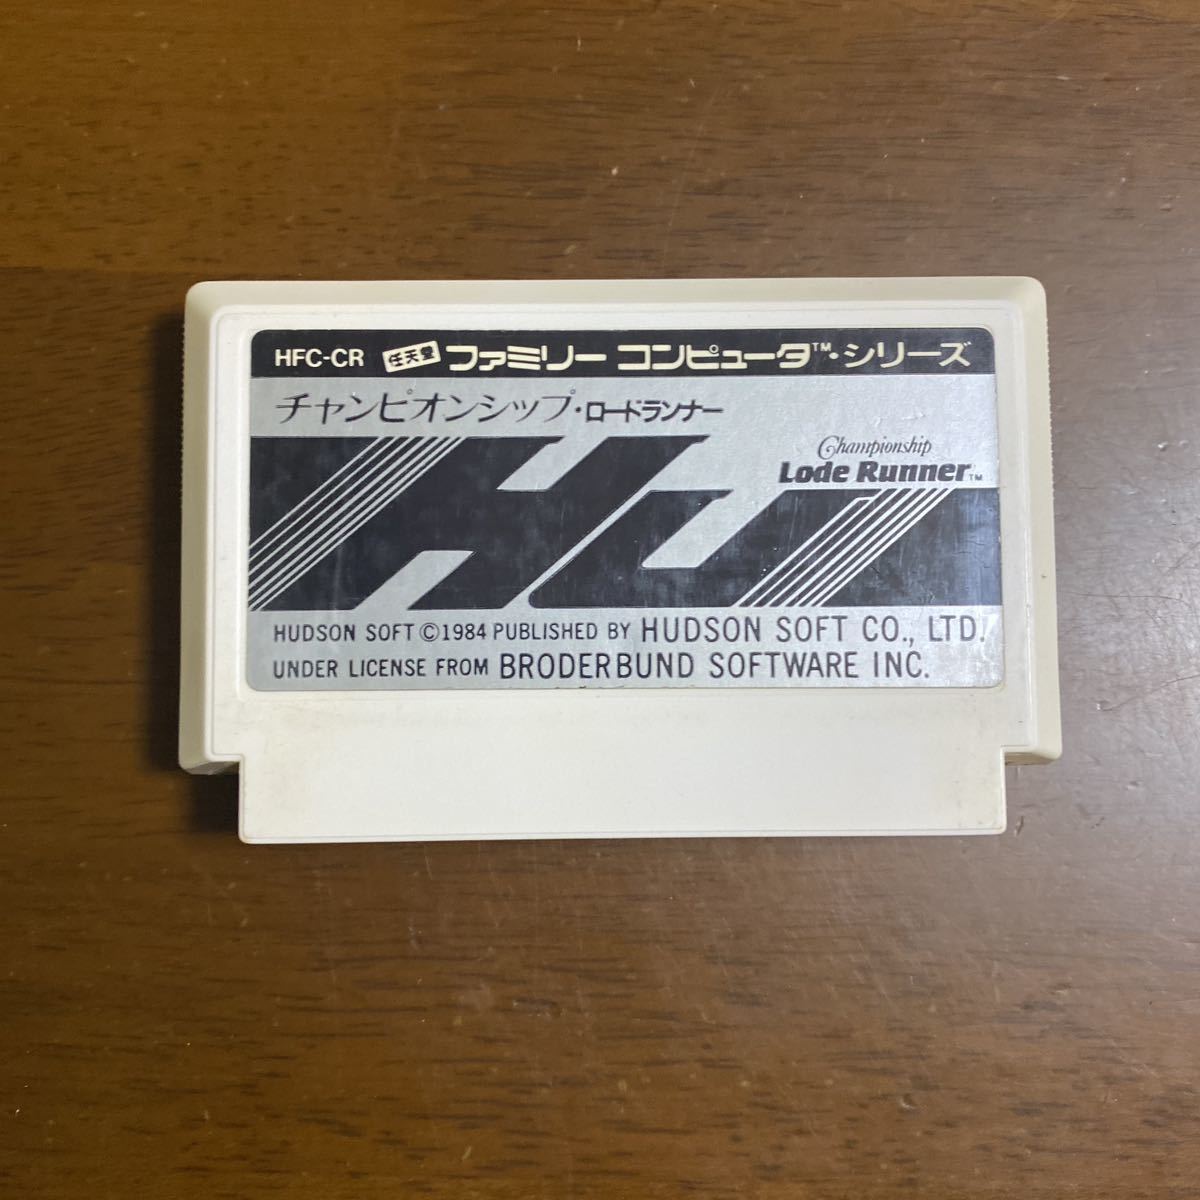 HFC-CR 任天堂 ファミリー コンピュータ™・シリーズ
チャンピオンシップ・ロードランナー
Championship
Lode Runner™
HU
HUDSON SOFT ©1984 PUBLISHED BY HUDSON SOFT CO., LTD.
UNDER LICENSE FROM BRODERBUND SOFTWARE INC.